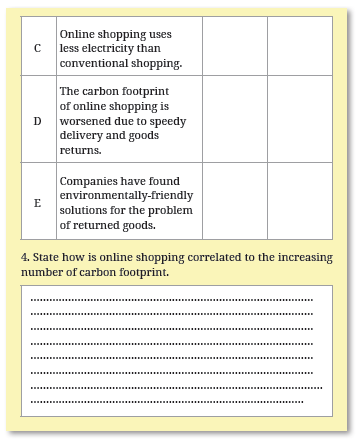 C
Online shopping uses
less electricity than
conventional shopping.
D
The carbon footprint
of online shopping is
worsened due to speedy
delivery and goods
returns.
E
Companies have found
environmentally-friendly
solutions for the problem
of returned goods.
4. State how is online shopping correlated to the increasing
number of carbon footprint.